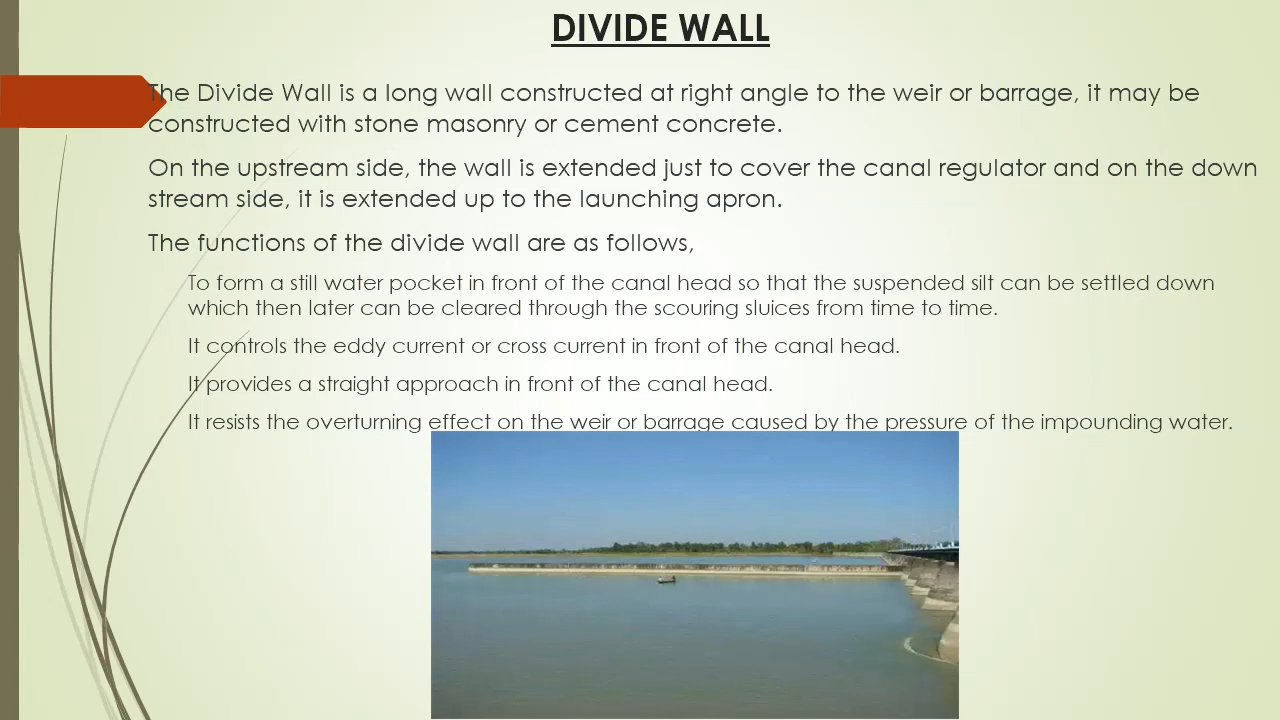 DIVIDE WALL
The Divide Wall is a long wall constructed at right angle to the weir or barrage, it may be
constructed with stone masonry or cement concrete.
On the upstream side, the wall is extended just to cover the canal regulator and on the down
stream side, it is extended up to the launching apron.
The functions of the divide wall are as follows,
To form a still water pocket in front of the canal head so that the suspended silt can be settled down
which then later can be cleared through the scouring sluices from time to time.
It controls the eddy current or cross current in front of the canal head.
It provides a straight approach in front of the canal head.
It resists the overturning effect on the weir or barrage caused by the pressure of the impounding water.